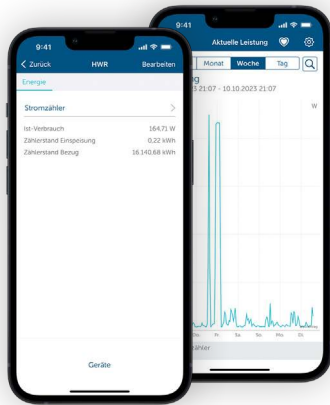 9:41
Zurück HWR Bearbeiten
Energie
Stromzähler
Ist-Verbrauch 164,71 W
Zählerstand Einspeisung 0,22 kWh
Zählerstand Bezug 16.140,68 kWh
Geräte
9:41
Aktuelle Leistung
Monat Woche Tag
21:07 - 10.10.2023 21:07
W
Fr. Sa. So. Mo. Di.